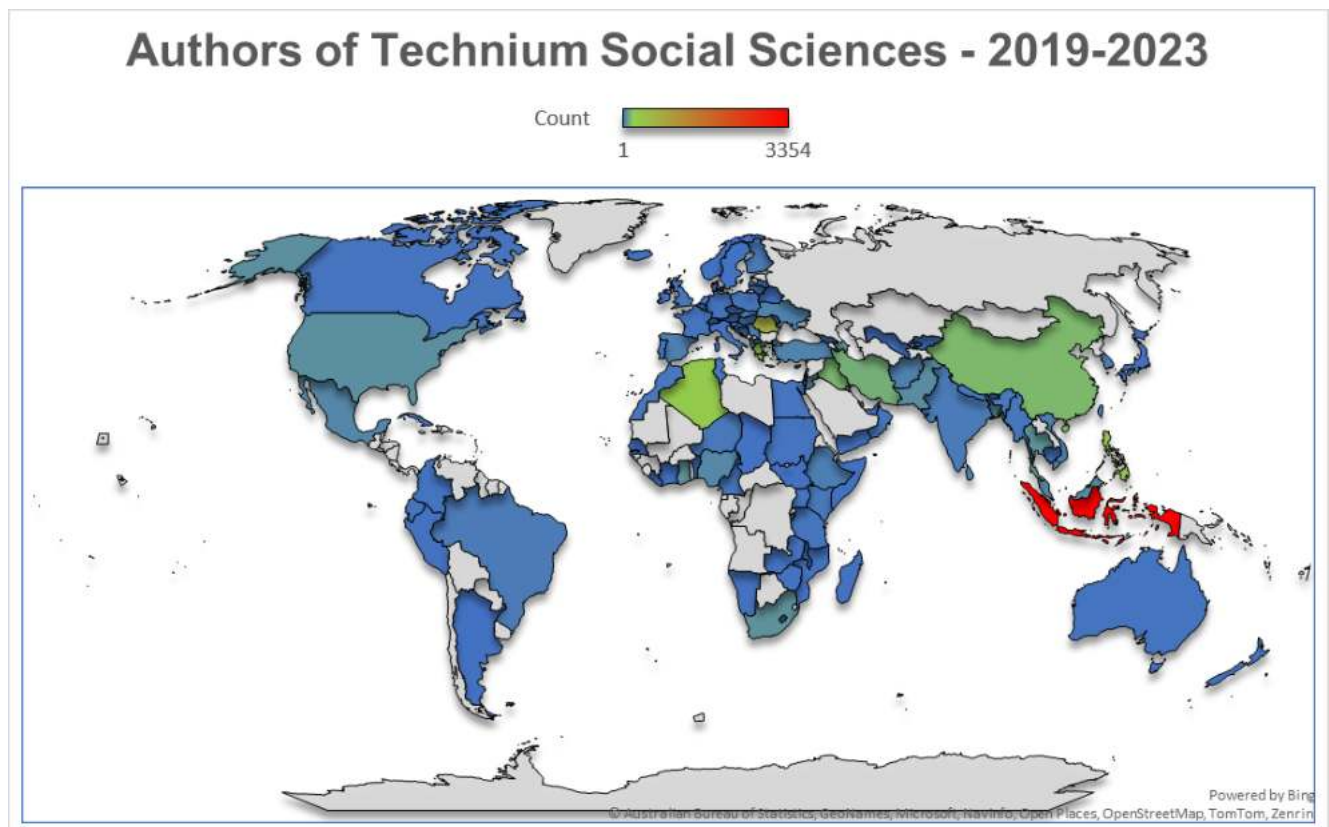 Authors of Technium Social Sciences - 2019-2023
Count
1 3354
Powered by Bing
© Australian Bureau of Statistics, GeoNames, Microsoft, Navinfo, Open Places, OpenStreetMap, TomTom, Zenrin